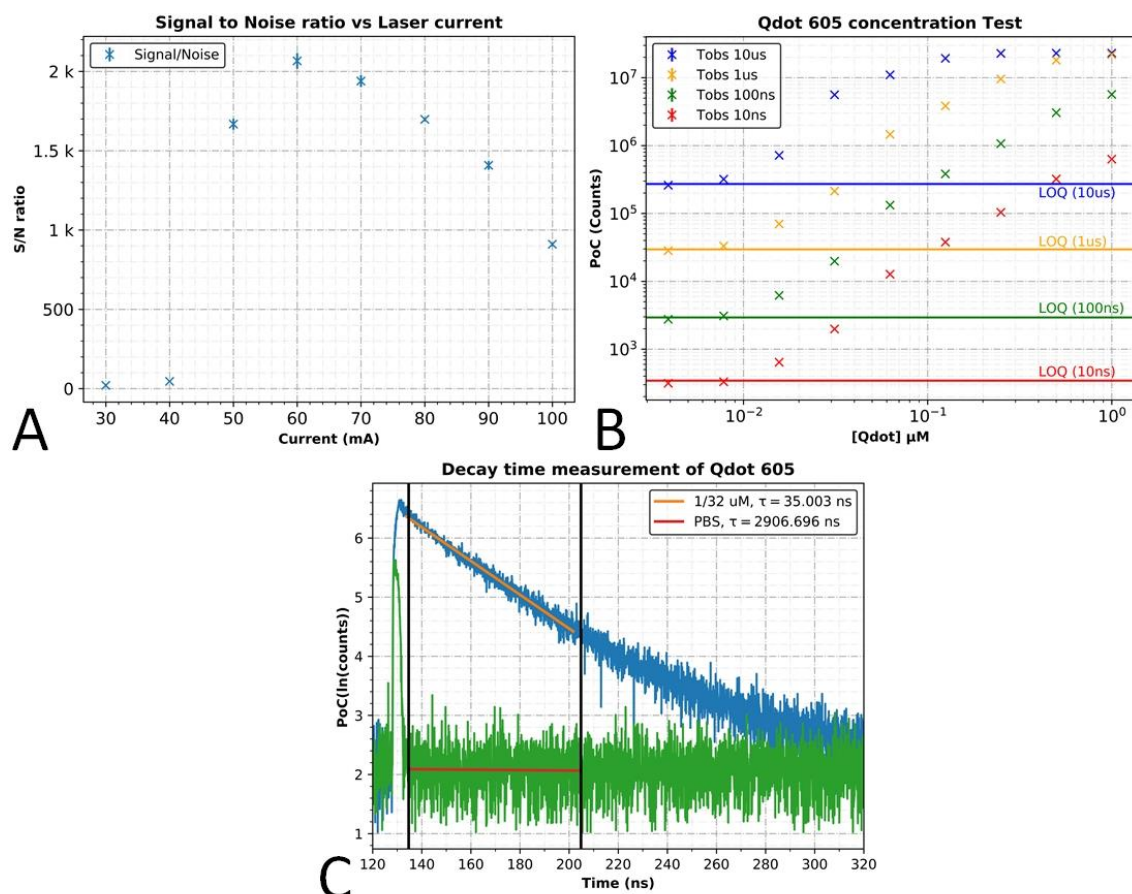 Signal to Noise ratio vs Laser current
Signal/Noise
S/N ratio
2 k
1.5 k
1 k
500
0
30 40 50 60 70 80 90 100
Current (mA)
A
Qdot 605 concentration Test
Tobs 10us
Tobs 1us
Tobs 100ns
Tobs 10ns
PoC (Counts)
10⁷
10⁶
10⁵
10⁴
10³
LOQ (10us)
LOQ (1us)
LOQ (100ns)
LOQ (10ns)
10⁻² 10⁻¹ 10⁰
[Qdot] μM
B
Decay time measurement of Qdot 605
1/32 uM, τ = 35.003 ns
PBS, τ = 2906.696 ns
PoC(ln(counts))
6
5
4
3
2
1
120 140 160 180 200 220 240 260 280 300 320
Time (ns)
C